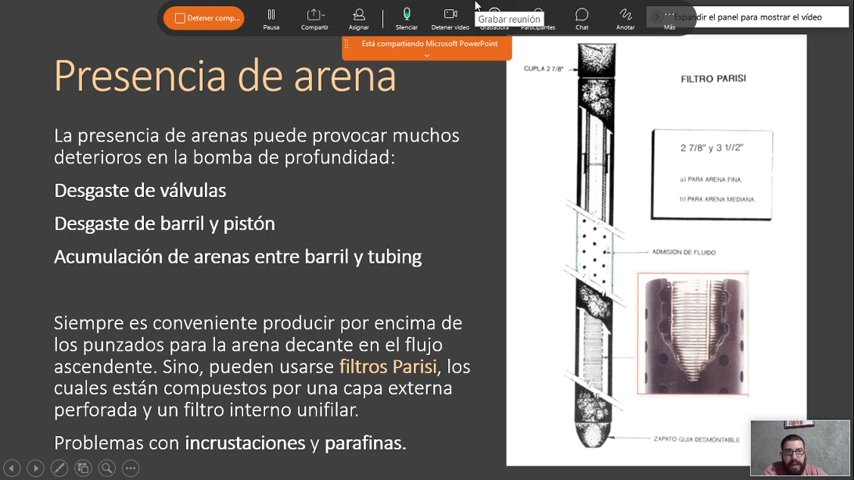 Detener comp...
Pausa
Compartir
Asignar
Silenciar
Detener vídeo
Grabar reunión
Grabadora
Participantes
Chat
Anotar
Más
Expandir el panel para mostrar el vídeo
Está compartiendo Microsoft PowerPoint
Presencia de arena
La presencia de arenas puede provocar muchos
deterioros en la bomba de profundidad:
Desgaste de válvulas
Desgaste de barril y pistón
Acumulación de arenas entre barril y tubing
Siempre es conveniente producir por encima de
los punzados para la arena decante en el flujo
ascendente. Sino, pueden usarse filtros Parisi, los
cuales están compuestos por una capa externa
perforada y un filtro interno unifilar.
Problemas con incrustaciones y parafinas.
CUPLA 2 7/8"
FILTRO PARISI
2 7/8" y 3 1//2"
a) PARA ARENA FINA
b) PARA ARENA MEDIANA
ADMISIÓN DE FLUIDO
ZAPATO GUIA DESMONTABLE